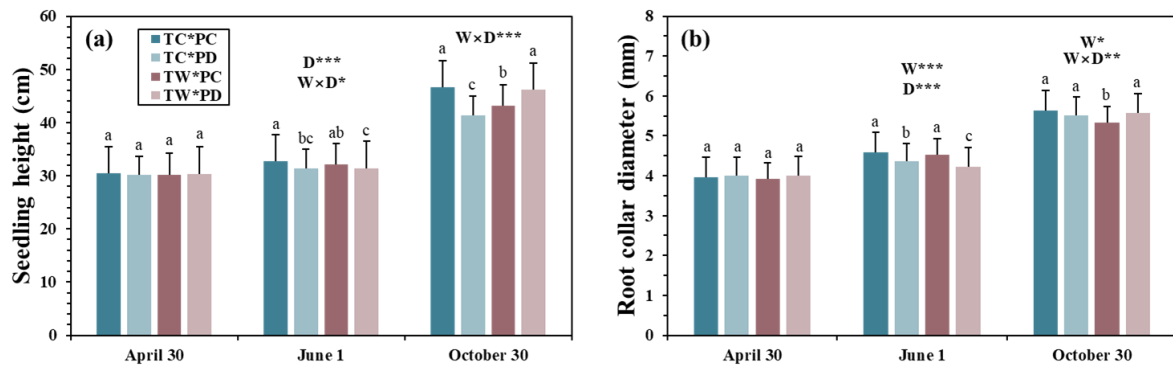 (a)
TC*PC
TC*PD
TW*PC
TW*PD
Seedling height (cm)
60
50
40
30
20
10
0
a a a a
D***
W×D*
a bc ab c
W×D***
a c b a
April 30 June 1 October 30
(b)
Root collar diameter (mm)
8
7
6
5
4
3
2
1
0
a a a a
W***
D***
a b a c
W*
W×D**
a a b a
April 30 June 1 October 30